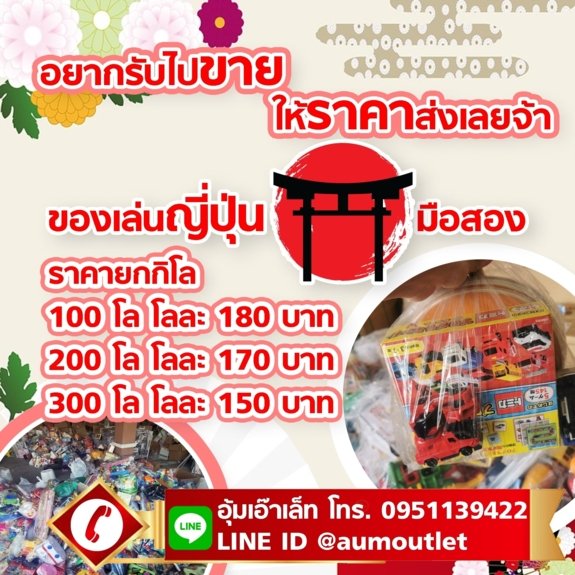 อยากรับไปขาย
ให้ราคาส่งเลยจ้า
ของเล่นญี่ปุ่น มือสอง
ราคายกกิโล
100 โล โลละ 180 บาท
200 โล โลละ 170 บาท
300 โล โลละ 150 บาท
LINE
อุ้มเอ๊าเล็ท โทร. 0951139422
LINE ID @aumoutlet